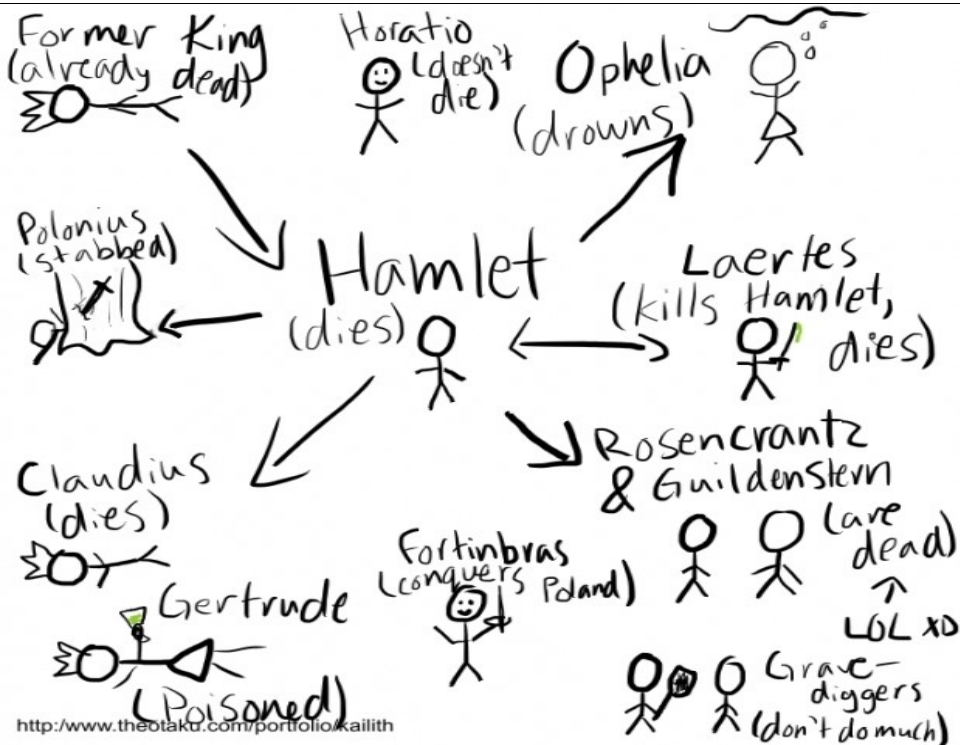 Former King
(already dead)
Horatio
(doesn't
die)
Ophelia
(drowns)
Polonius
(stabbed)
Hamlet
(dies)
Laertes
(kills Hamlet,
dies)
Claudius
(dies)
Rosencrantz
& Guildenstern
(are
dead)
LOL XD
Fortinbras
(conquers Poland)
Gertrude
(Poisoned)
Grave-
diggers
(don't do much)
http://www.theotaku.com/portfolio/kailith